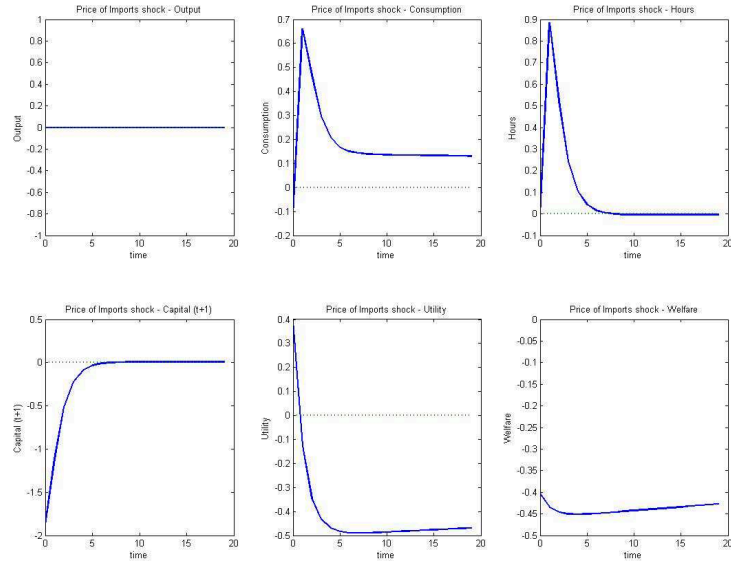 Price of Imports shock - Output
1
0.8
0.6
0.4
0.2
0
-0.2
-0.4
-0.6
-0.8
-1
0 5 10 15 20
Output
time
Price of Imports shock - Consumption
0.7
0.6
0.5
0.4
0.3
0.2
0.1
0
-0.1
-0.2
0 5 10 15 20
Consumption
time
Price of Imports shock - Hours
0.9
0.8
0.7
0.6
0.5
0.4
0.3
0.2
0.1
0
-0.1
0 5 10 15 20
Hours
time
Price of Imports shock - Capital (t+1)
0.5
0
-0.5
-1
-1.5
-2
0 5 10 15 20
Capital (t+1)
time
Price of Imports shock - Utility
0.4
0.3
0.2
0.1
0
-0.1
-0.2
-0.3
-0.4
-0.5
0 5 10 15 20
Utility
time
Price of Imports shock - Welfare
0
-0.05
-0.1
-0.15
-0.2
-0.25
-0.3
-0.35
-0.4
-0.45
-0.5
0 5 10 15 20
Welfare
time